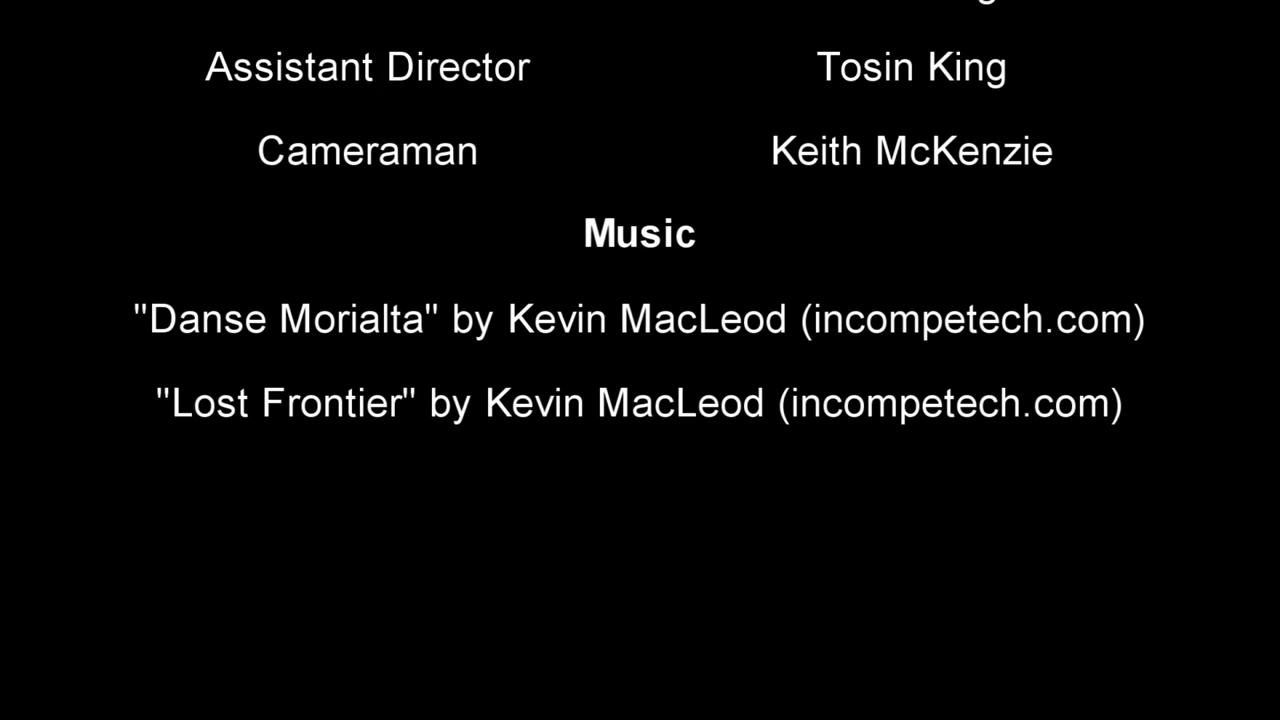 Assistant Director Tosin King
Cameraman Keith McKenzie
Music
"Danse Morialta" by Kevin MacLeod (incompetech.com)
"Lost Frontier" by Kevin MacLeod (incompetech.com)